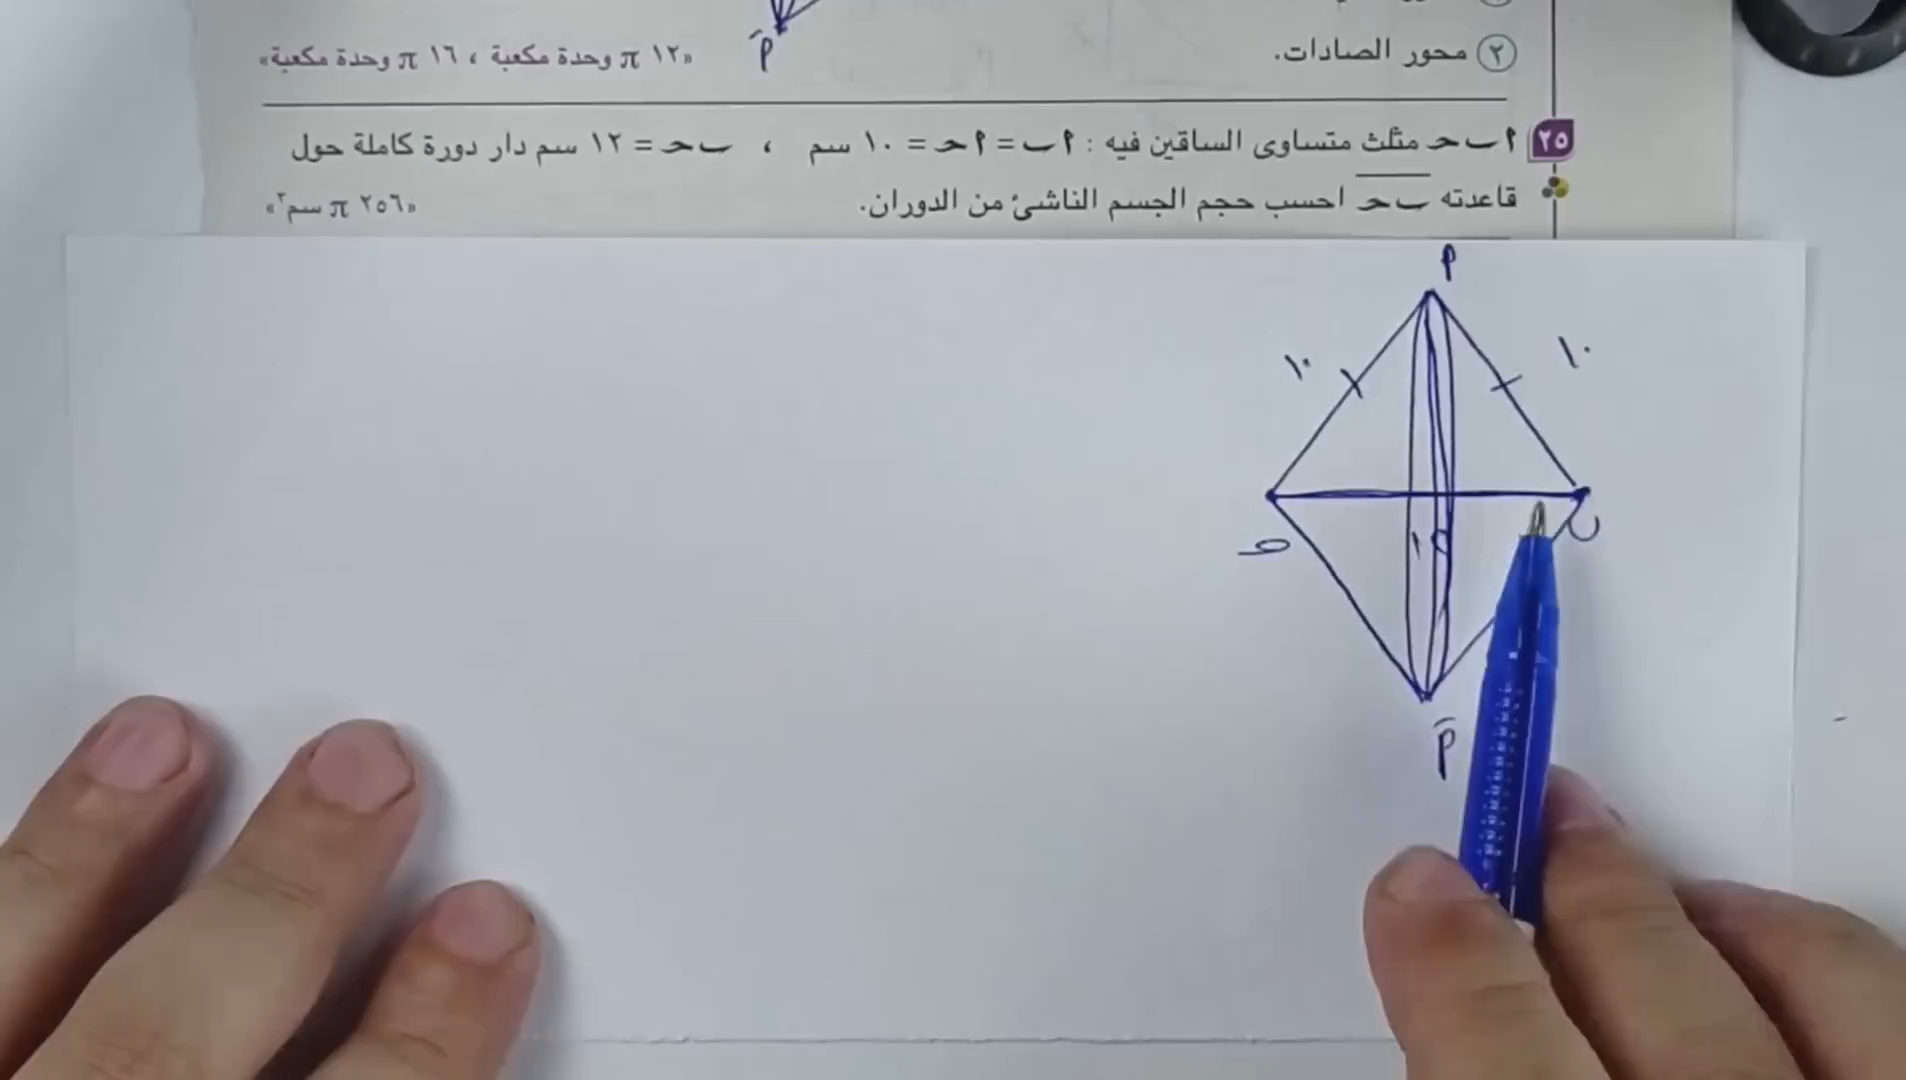 ٢ محور الصادات.
«١٢ π وحدة مكعبة ، ١٦ π وحدة مكعبة»
٢٥ ا ب حـ مثلث متساوى الساقين فيه : ا ب = ا حـ = ١٠ سم ، ب حـ = ١٢ سم دار دورة كاملة حول
قاعدته ب حـ احسب حجم الجسم الناشئ من الدوران.
«٢٥٦ π سم٣»
اَ
ا
١٠
١٠
حـ
ب
اَ